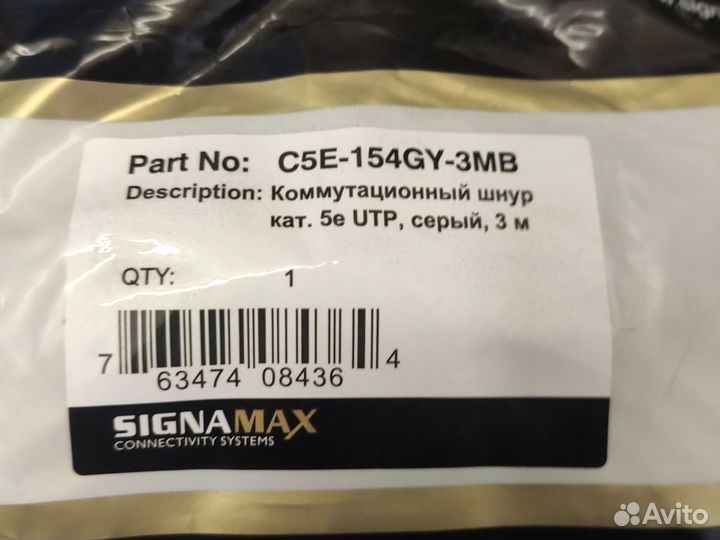 Part No: C5E-154GY-3MB
Description: Коммутационный шнур
кат. 5е UTP, серый, 3 м
QTY: 1
7 63474 08436 4
SIGNAMAX
CONNECTIVITY SYSTEMS
Avito